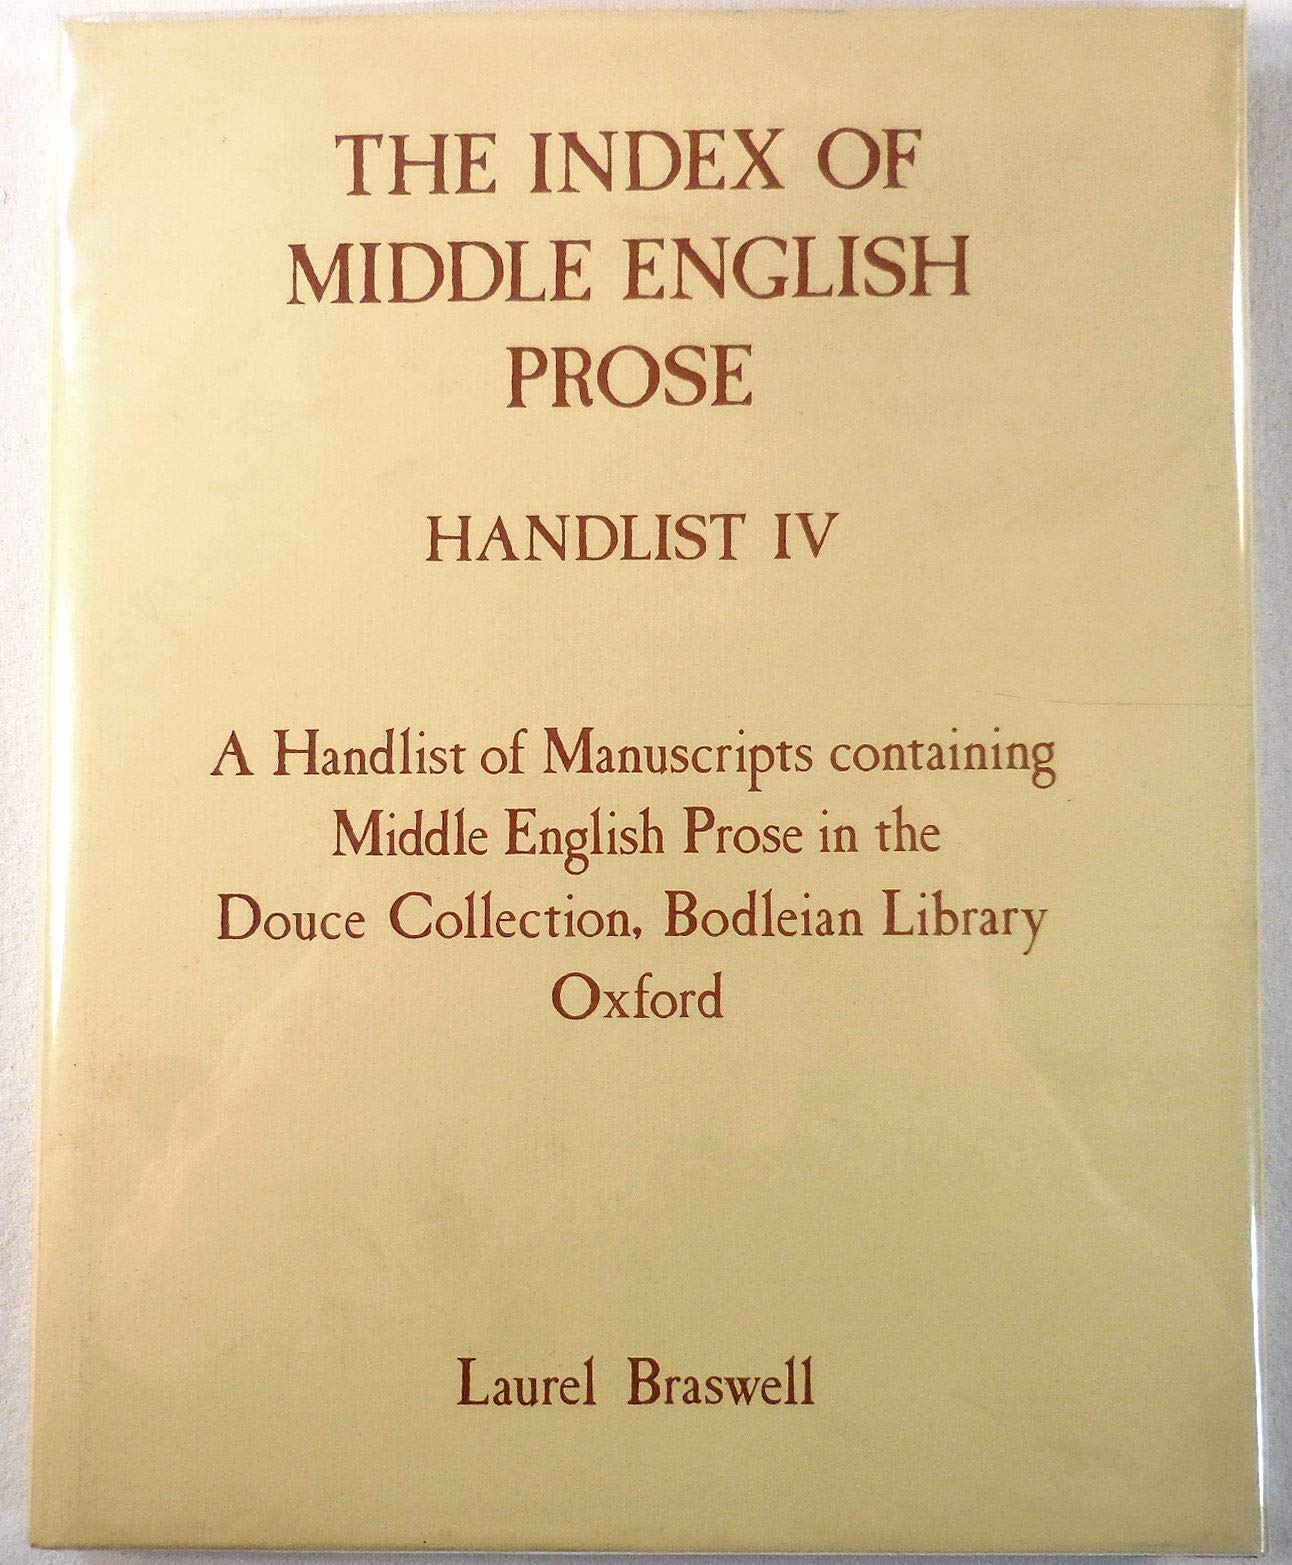 THE INDEX OF
MIDDLE ENGLISH
PROSE
HANDLIST IV
A Handlist of Manuscripts containing
Middle English Prose in the
Douce Collection, Bodleian Library
Oxford
Laurel Braswell